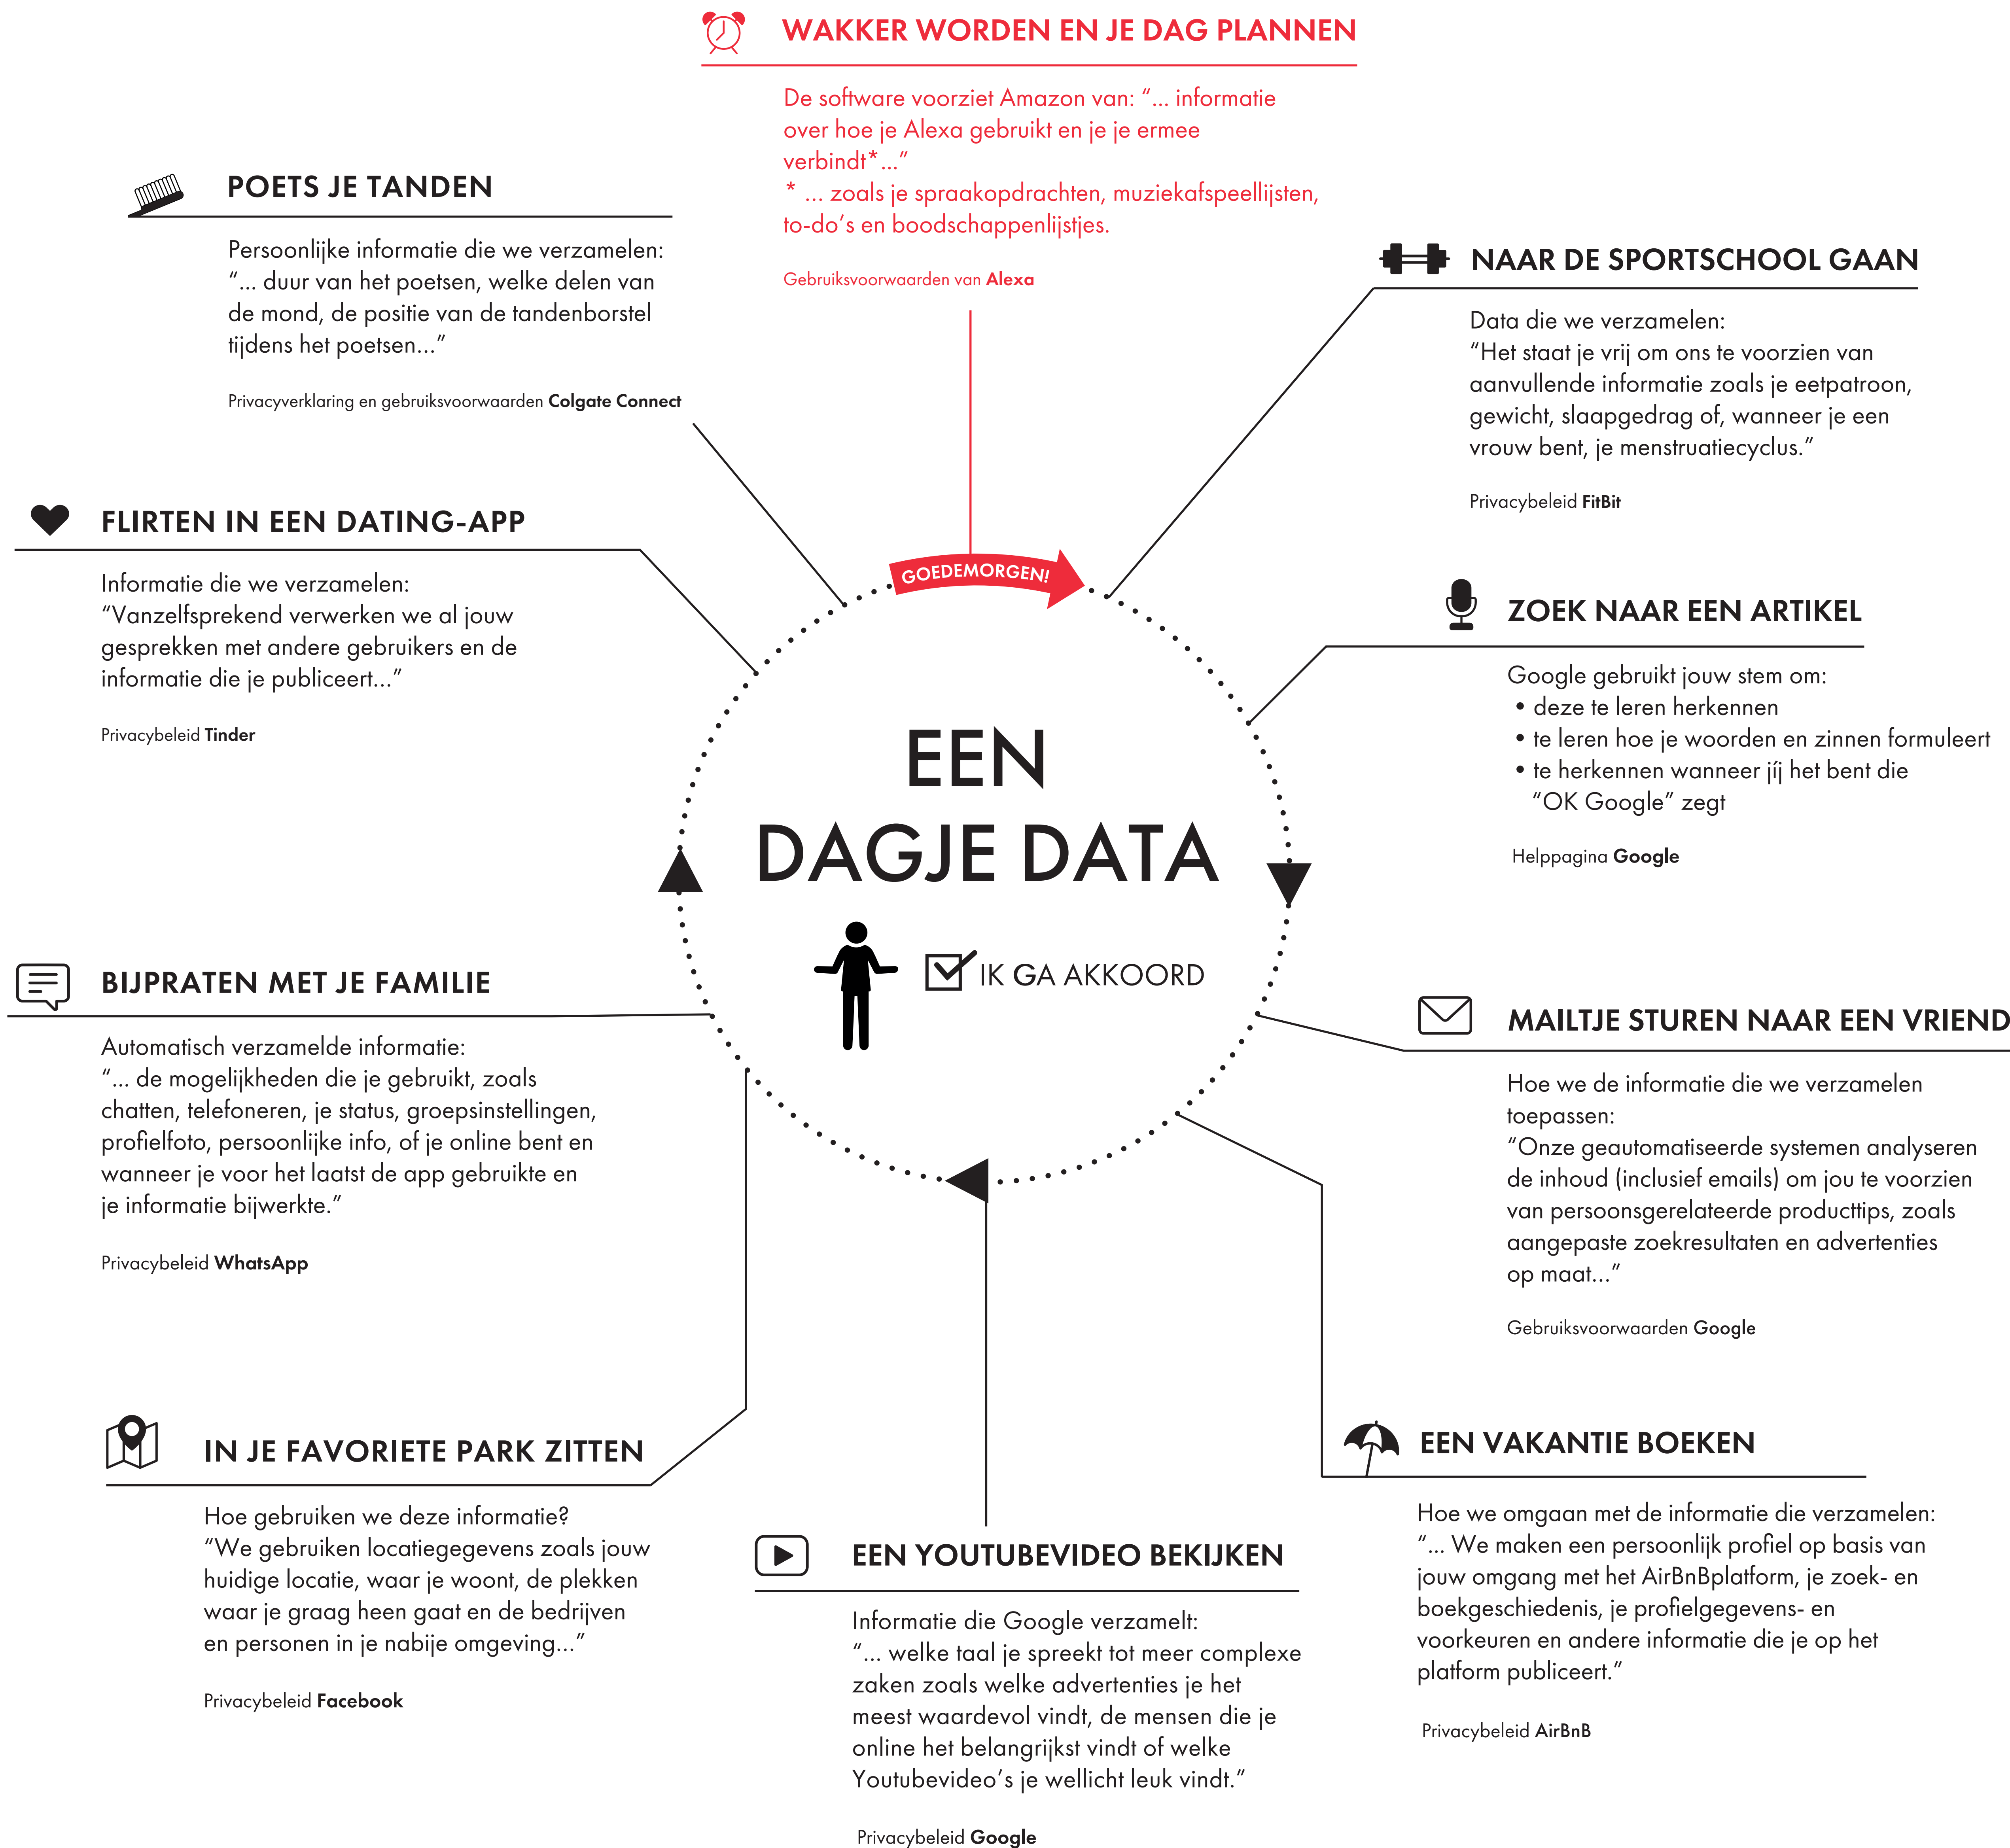 WAKKER WORDEN EN JE DAG PLANNEN
De software voorziet Amazon van: “... informatie
over hoe je Alexa gebruikt en je je ermee
verbindt*...”
* ... zoals je spraakopdrachten, muziekafspeellijsten,
to-do’s en boodschappenlijstjes.
Gebruiksvoorwaarden van Alexa
GOEDEMORGEN!
NAAR DE SPORTSCHOOL GAAN
Data die we verzamelen:
“Het staat je vrij om ons te voorzien van
aanvullende informatie zoals je eetpatroon,
gewicht, slaapgedrag of, wanneer je een
vrouw bent, je menstruatiecyclus.”
Privacybeleid FitBit
ZOEK NAAR EEN ARTIKEL
Google gebruikt jouw stem om:
• deze te leren herkennen
• te leren hoe je woorden en zinnen formuleert
• te herkennen wanneer jíj het bent die
“OK Google” zegt
Helppagina Google
MAILTJE STUREN NAAR EEN VRIEND
Hoe we de informatie die we verzamelen
toepassen:
“Onze geautomatiseerde systemen analyseren
de inhoud (inclusief emails) om jou te voorzien
van persoonsgerelateerde producttips, zoals
aangepaste zoekresultaten en advertenties
op maat...”
Gebruiksvoorwaarden Google
EEN VAKANTIE BOEKEN
Hoe we omgaan met de informatie die verzamelen:
“... We maken een persoonlijk profiel op basis van
jouw omgang met het AirBnBplatform, je zoek- en
boekgeschiedenis, je profielgegevens- en
voorkeuren en andere informatie die je op het
platform publiceert.”
Privacybeleid AirBnB
EEN YOUTUBEVIDEO BEKIJKEN
Informatie die Google verzamelt:
“... welke taal je spreekt tot meer complexe
zaken zoals welke advertenties je het
meest waardevol vindt, de mensen die je
online het belangrijkst vindt of welke
Youtubevideo’s je wellicht leuk vindt.”
Privacybeleid Google
IN JE FAVORIETE PARK ZITTEN
Hoe gebruiken we deze informatie?
“We gebruiken locatiegegevens zoals jouw
huidige locatie, waar je woont, de plekken
waar je graag heen gaat en de bedrijven
en personen in je nabije omgeving...”
Privacybeleid Facebook
BIJPRATEN MET JE FAMILIE
Automatisch verzamelde informatie:
“... de mogelijkheden die je gebruikt, zoals
chatten, telefoneren, je status, groepsinstellingen,
profielfoto, persoonlijke info, of je online bent en
wanneer je voor het laatst de app gebruikte en
je informatie bijwerkte.”
Privacybeleid WhatsApp
FLIRTEN IN EEN DATING-APP
Informatie die we verzamelen:
“Vanzelfsprekend verwerken we al jouw
gesprekken met andere gebruikers en de
informatie die je publiceert...”
Privacybeleid Tinder
POETS JE TANDEN
Persoonlijke informatie die we verzamelen:
“... duur van het poetsen, welke delen van
de mond, de positie van de tandenborstel
tijdens het poetsen...”
Privacyverklaring en gebruiksvoorwaarden Colgate Connect
EEN
DAGJE DATA
IK GA AKKOORD